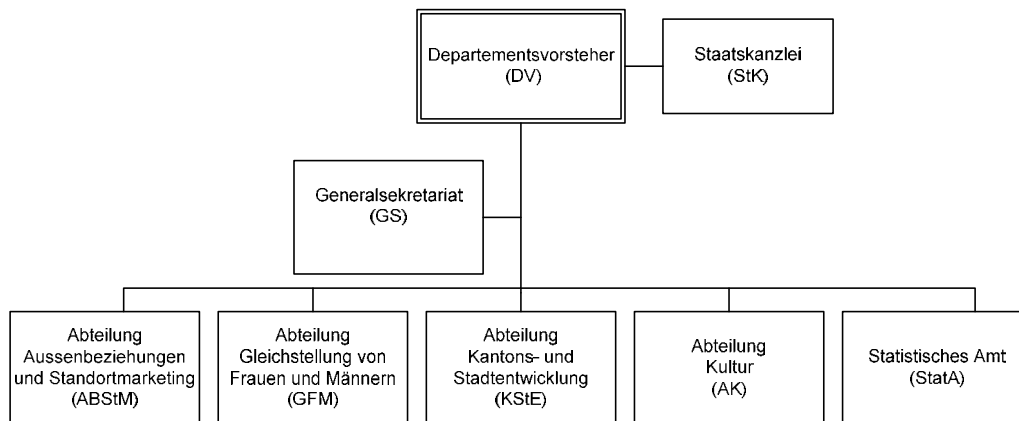 Departementsvorsteher
(DV)
Staatskanzlei
(StK)
Generalsekretariat
(GS)
Abteilung
Aussenbeziehungen
und Standortmarketing
(ABStM)
Abteilung
Gleichstellung von
Frauen und Männern
(GFM)
Abteilung
Kantons- und
Stadtentwicklung
(KStE)
Abteilung
Kultur
(AK)
Statistisches Amt
(StatA)